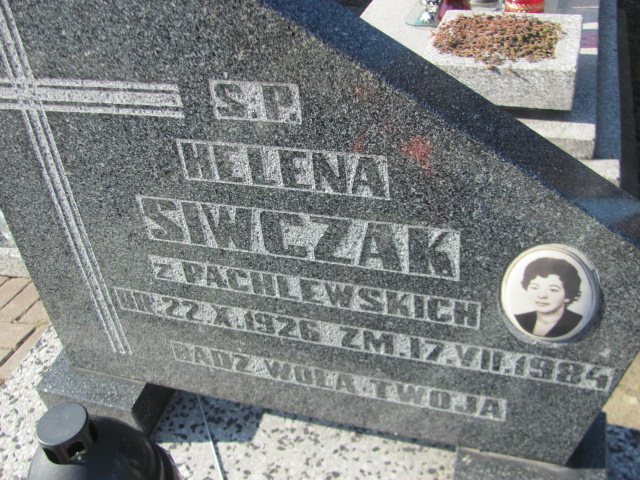 Ś.P.
HELENA
SIWCZAK
z PACHLEWSKICH
UR. 22.X.1926 ZM. 17.VII.1984
BĄDŹ WOLA TWOJA